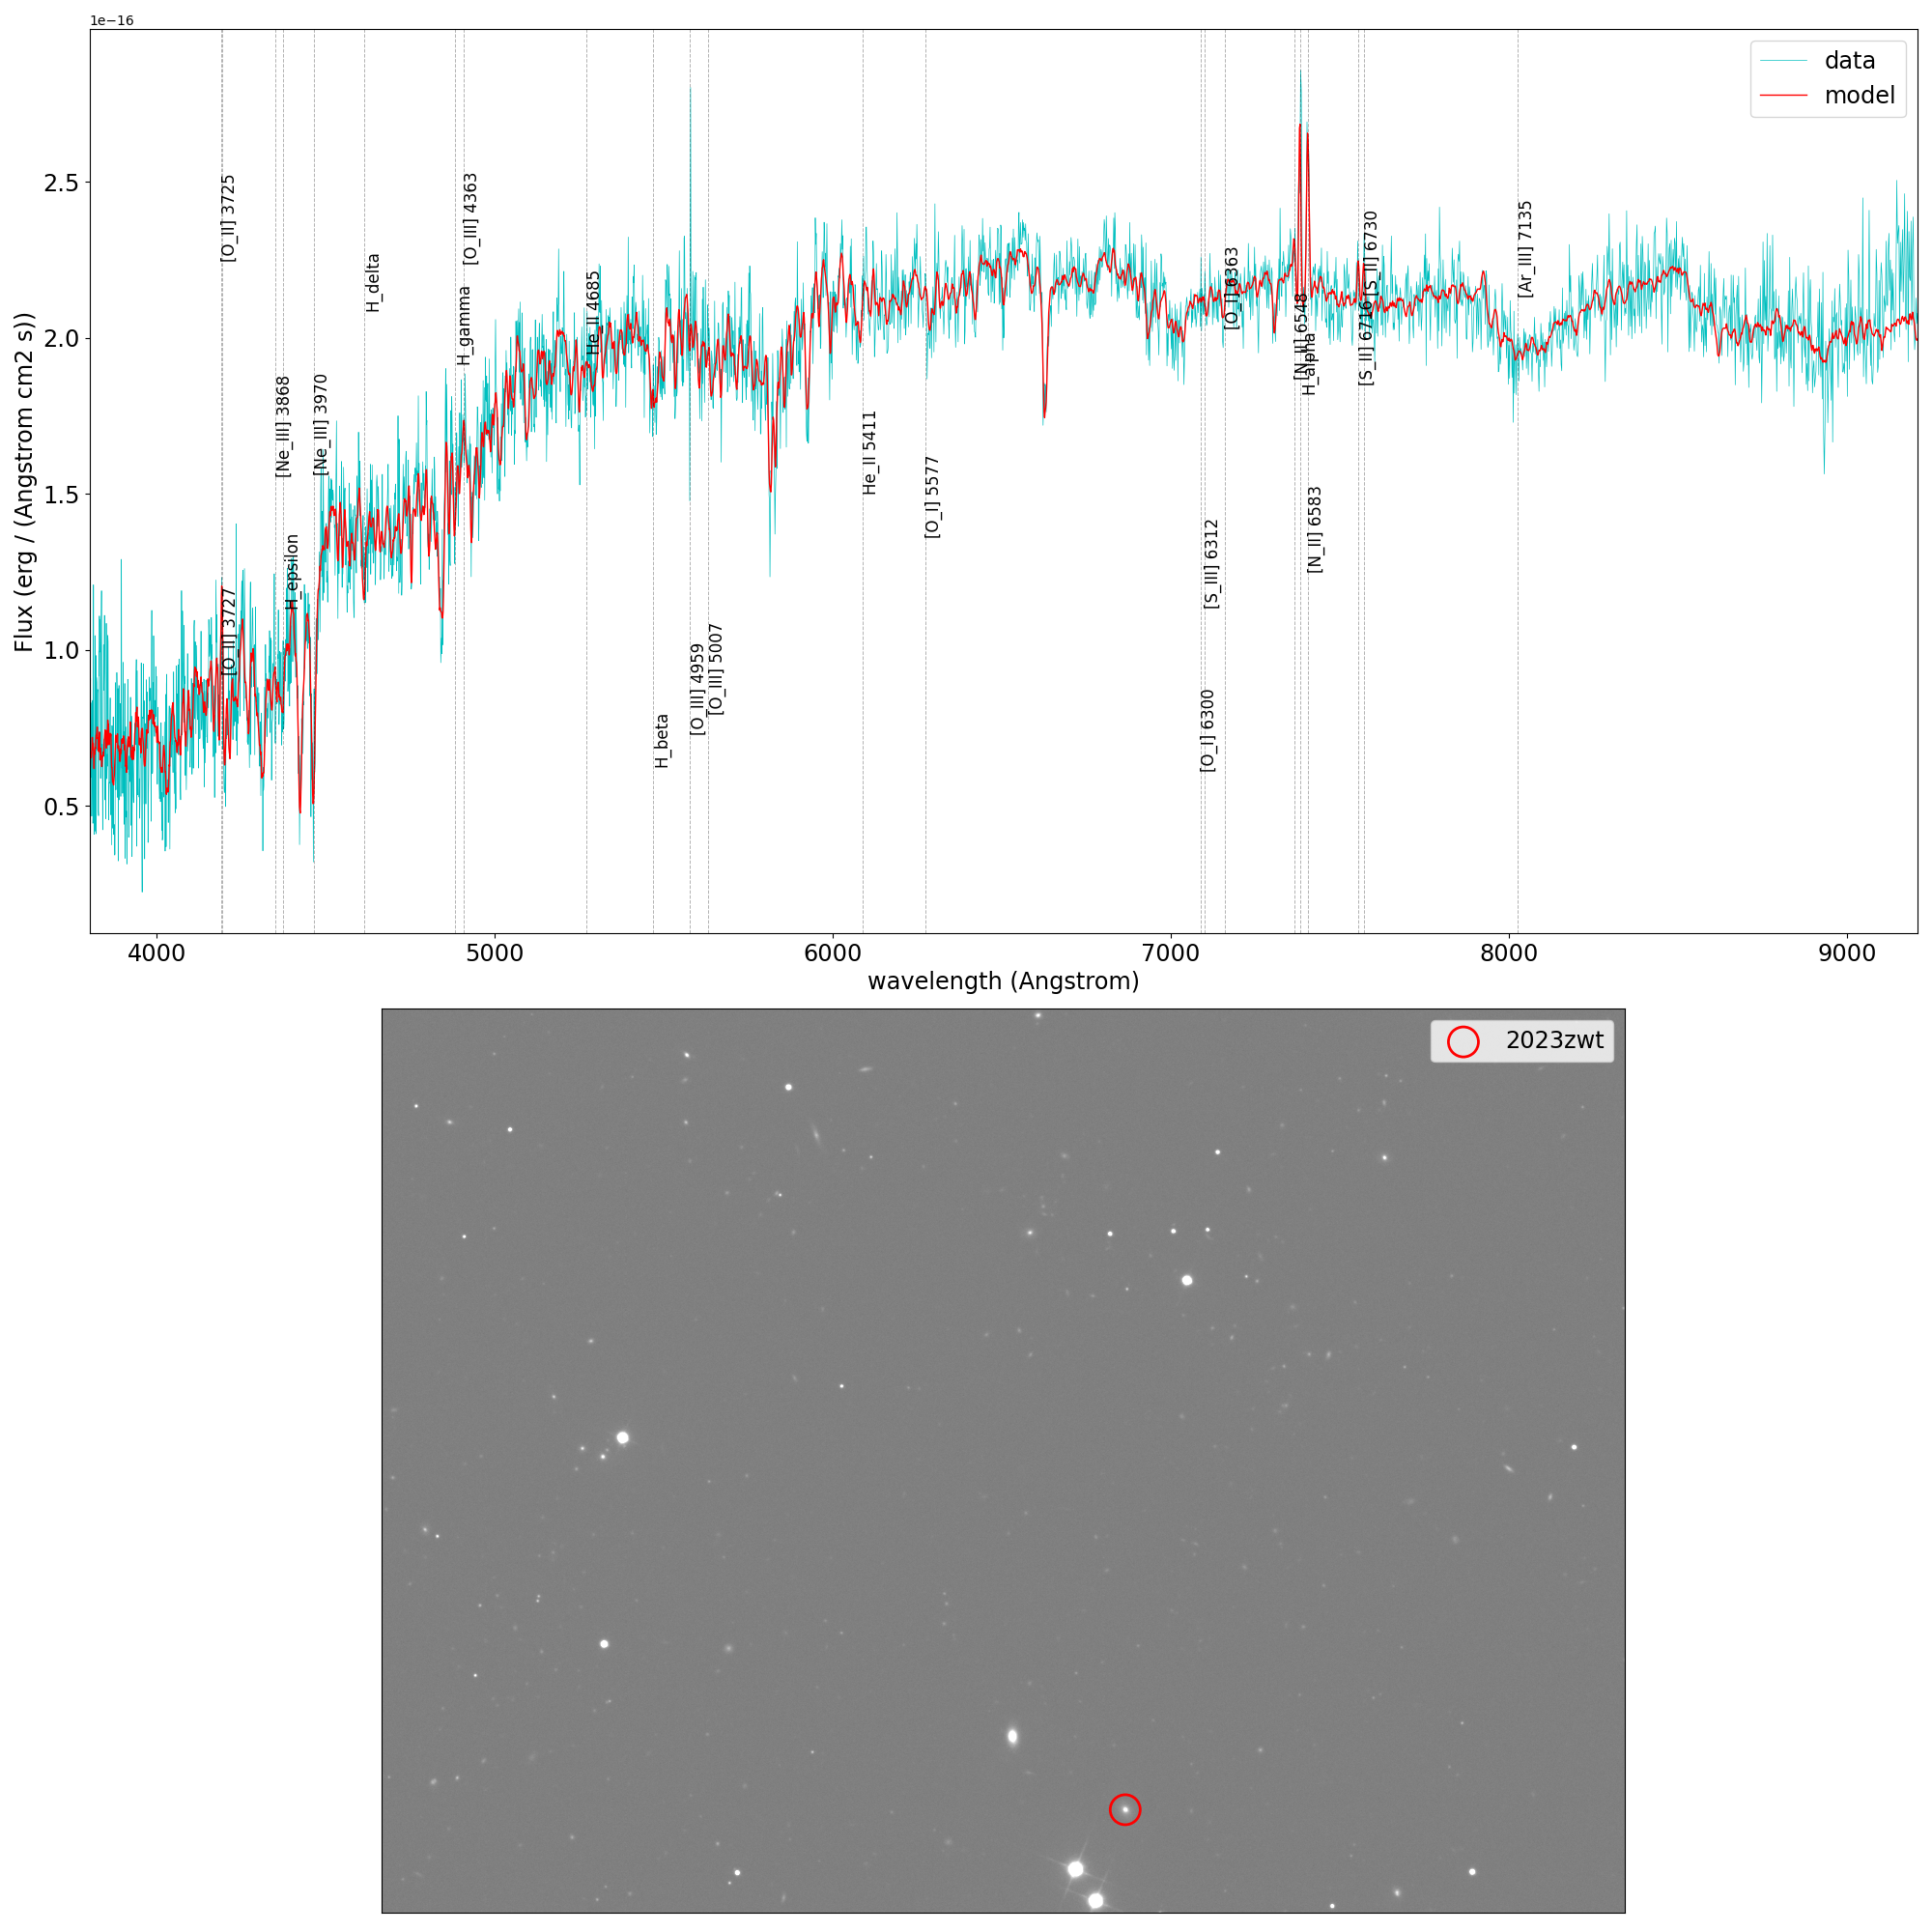 1e−16
data
model
Flux (erg / (Angstrom cm2 s))
2.5
2.0
1.5
1.0
0.5
[O_II] 3725
[O_II] 3727
[Ne_III] 3868
H_epsilon
[Ne_III] 3970
H_delta
H_gamma
[O_III] 4363
He_II 4685
H_beta
[O_III] 4959
[O_III] 5007
He_II 5411
[O_I] 5577
[O_I] 6300
[S_III] 6312
[O_I] 6363
[N_II] 6548
H_alpha
[N_II] 6583
[S_II] 6716
[S_II] 6730
[Ar_III] 7135
4000
5000
6000
7000
8000
9000
wavelength (Angstrom)
2023zwt